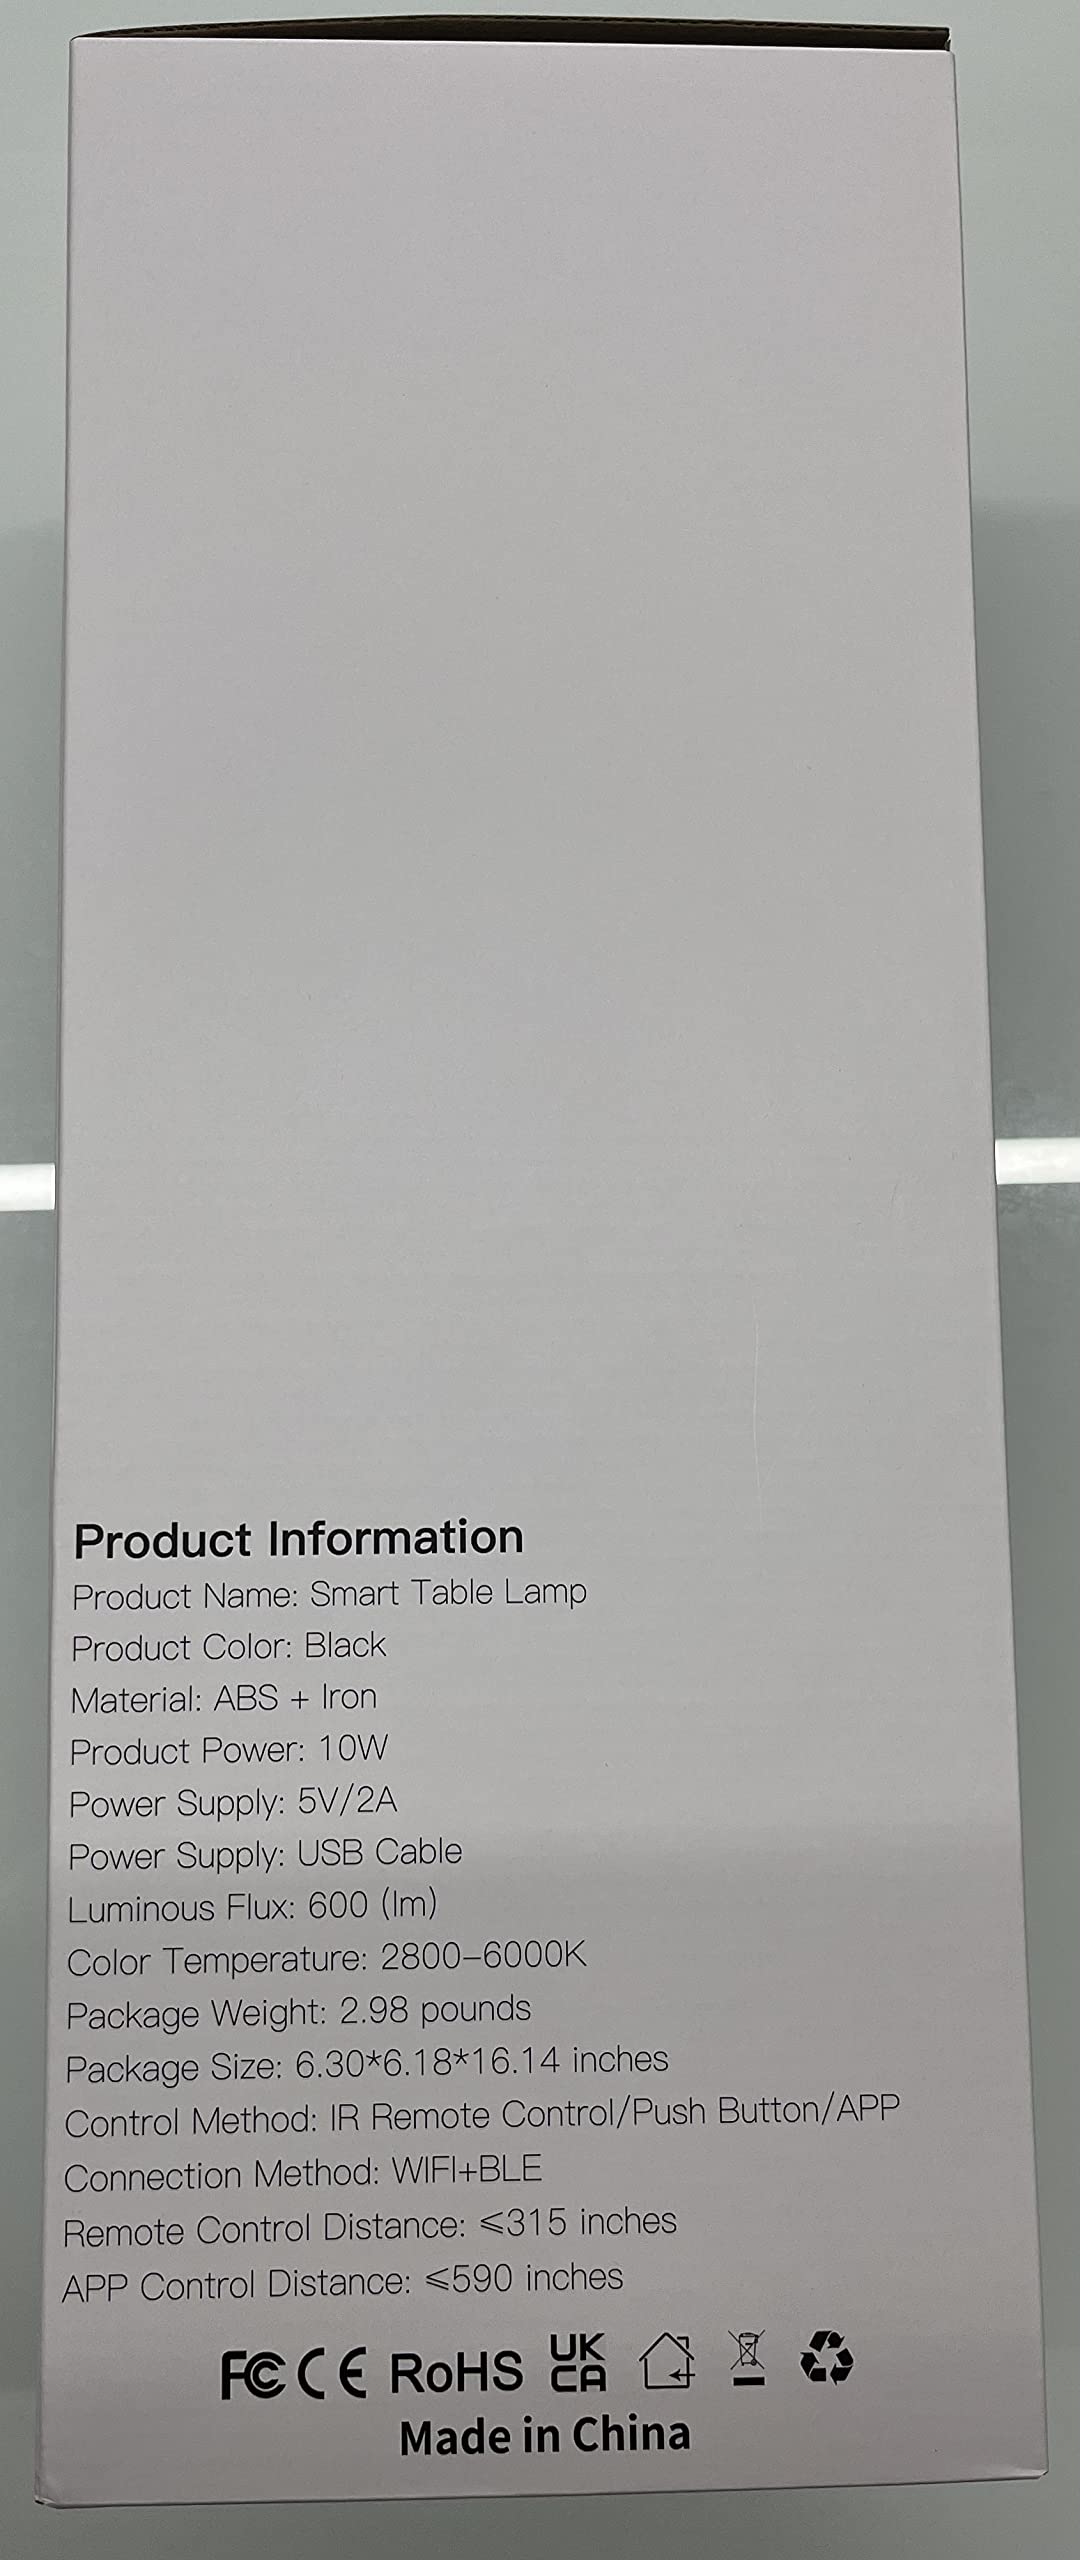 Product Information
Product Name: Smart Table Lamp
Product Color: Black
Material: ABS + Iron
Product Power: 10W
Power Supply: 5V/2A
Power Supply: USB Cable
Luminous Flux: 600 (lm)
Color Temperature: 2800-6000K
Package Weight: 2.98 pounds
Package Size: 6.30*6.18*16.14 inches
Control Method: IR Remote Control/Push Button/APP
Connection Method: WIFI+BLE
Remote Control Distance: ⩽315 inches
APP Control Distance: ⩽590 inches
FC CE RoHS UK CA
Made in China